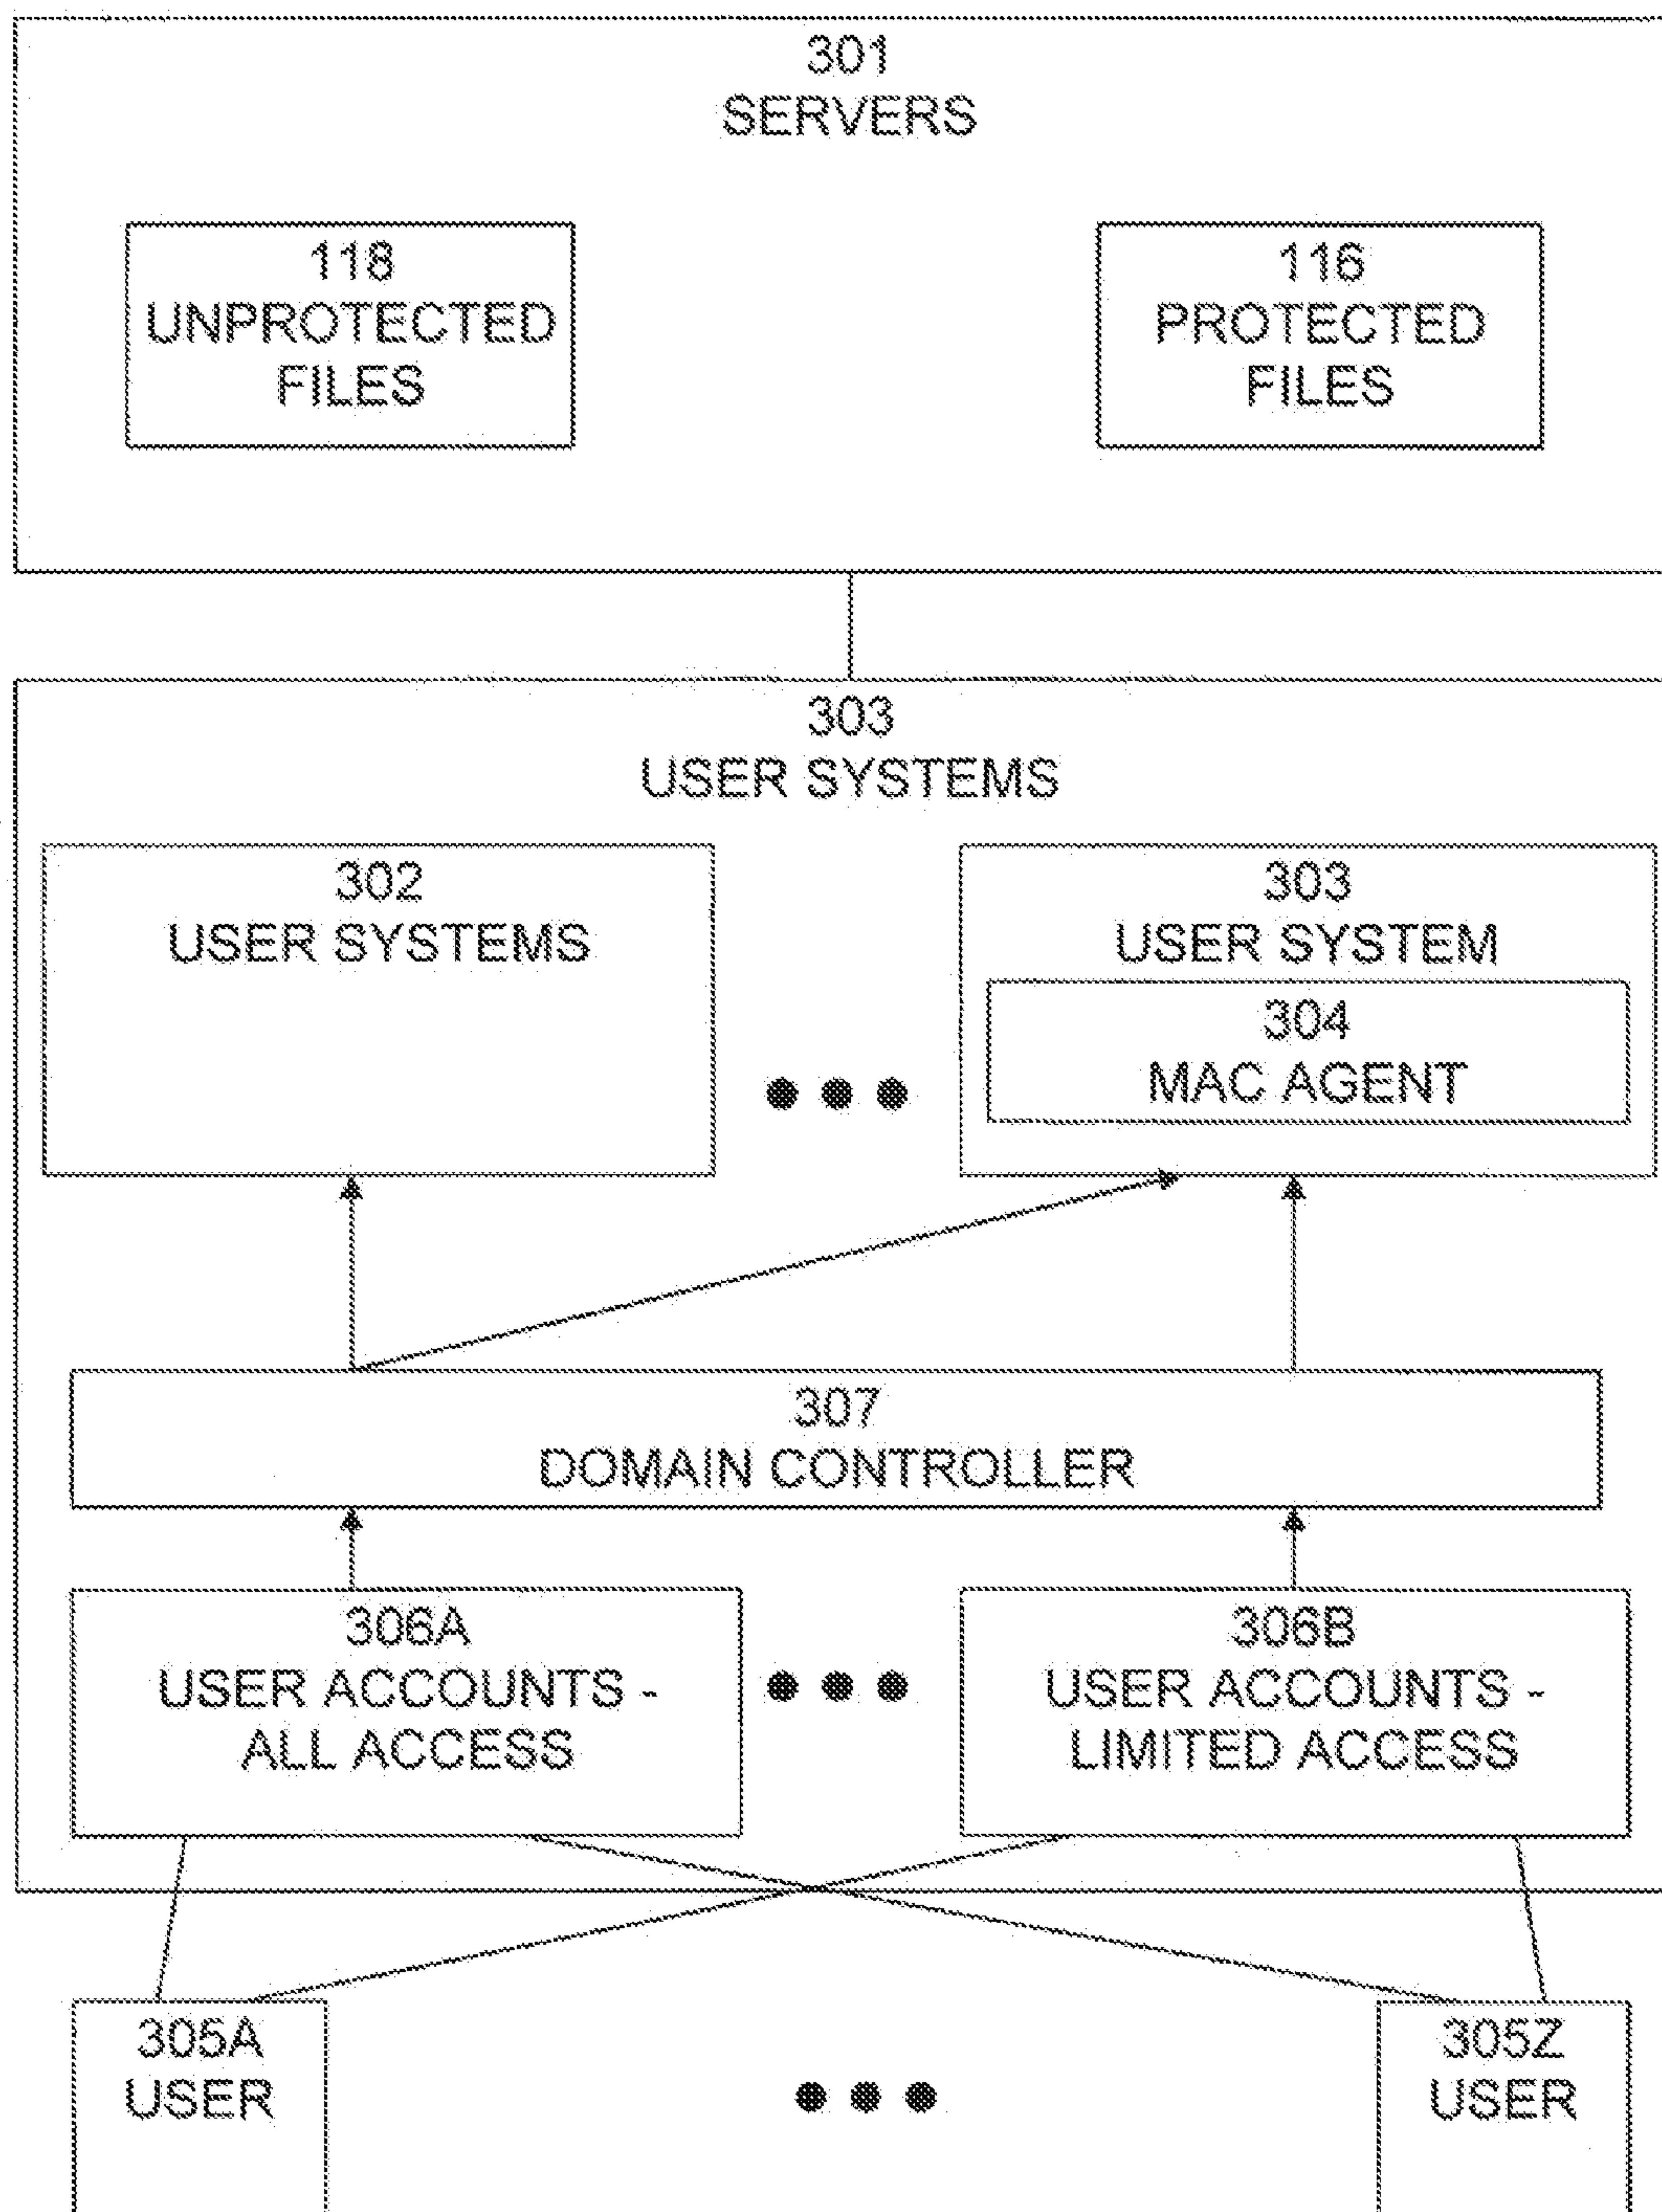 301
SERVERS
118
UNPROTECTED
FILES
116
PROTECTED
FILES
303
USER SYSTEMS
302
USER SYSTEMS
303
USER SYSTEM
304
MAC AGENT
307
DOMAIN CONTROLLER
306A
USER ACCOUNTS -
ALL ACCESS
306B
USER ACCOUNTS -
LIMITED ACCESS
305A
USER
305Z
USER